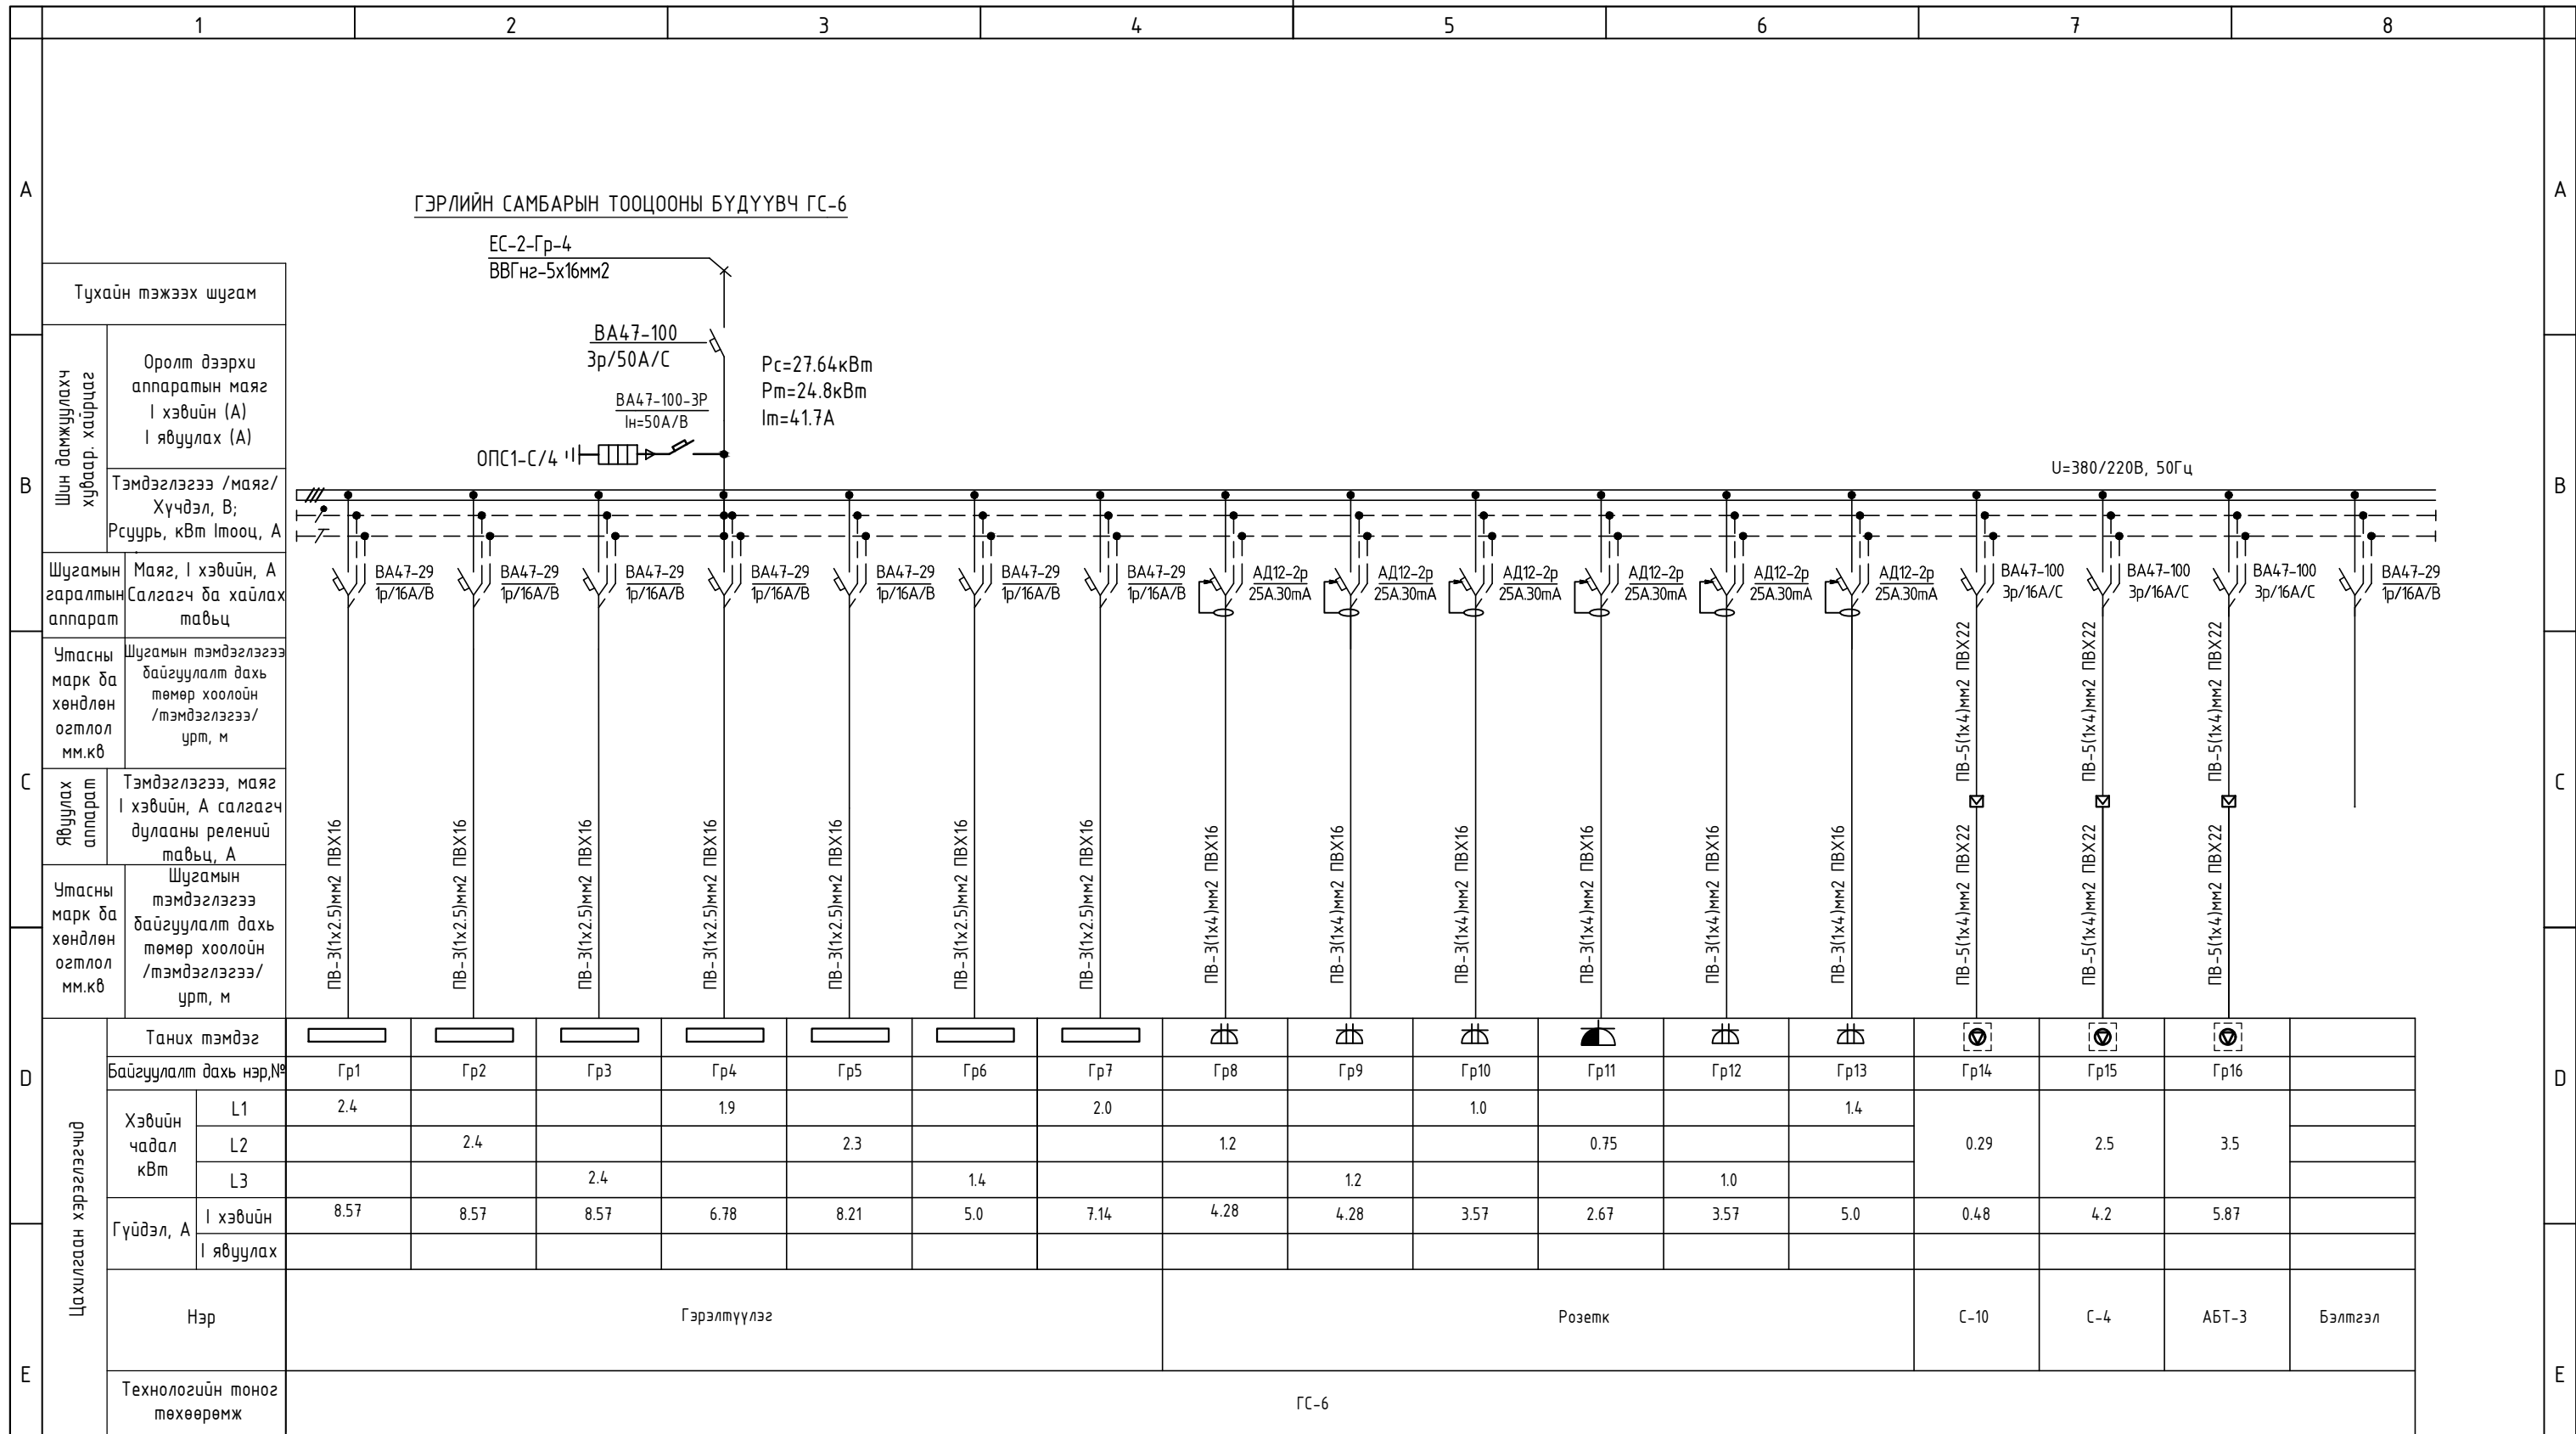 1 2 3 4 5 6 7 8
A A
ГЭРЛИЙН САМБАРЫН ТООЦООНЫ БҮДҮҮВЧ ГС-6
ЕС-2-Гр-4
ВВГнг-5х16мм2
Тухайн тэжээх шугам
ВА47-100
3р/50А/С
Рс=27.64кВт
Рт=24.8кВт
Iт=41.7А
ВА47-100-3Р
Iн=50А/В
ОПС1-С/4
Шин дамжуулахч
хуваар. хайрцаг
Оролт дээрхи
аппаратын маяг
I хэвийн (А)
I явуулах (А)
B B
U=380/220В, 50Гц
Тэмдэглэгээ /маяг/
Хүчдэл, В;
Рсуурь, кВт Iтооц, А
Шугамын
гаралтын
аппарат
Маяг, I хэвийн, А
Салгагч ба хайлах
тавьц
ВА47-29 ВА47-29 ВА47-29 ВА47-29 ВА47-29 ВА47-29 ВА47-29 АД12-2р АД12-2р АД12-2р АД12-2р АД12-2р АД12-2р ВА47-100 ВА47-100 ВА47-100 ВА47-29
1р/16А/В 1р/16А/В 1р/16А/В 1р/16А/В 1р/16А/В 1р/16А/В 1р/16А/В 25А.30mA 25А.30mA 25А.30mA 25А.30mA 25А.30mA 25А.30mA 3р/16А/С 3р/16А/С 3р/16А/С 1р/16А/В
Утасны
марк ба
хөндлөн
огтлол
мм.кв
Шугамын тэмдэглэгээ
байгуулалт дахь
төмөр хоолойн
/тэмдэглэгээ/
урт, м
ПВ-5(1х4)мм2 ПВХ22
ПВ-5(1х4)мм2 ПВХ22
ПВ-5(1х4)мм2 ПВХ22
C C
Явуулах
аппарат
Тэмдэглэгээ, маяг
I хэвийн, А салгагч
дулааны релений
тавьц, А
Утасны
марк ба
хөндлөн
огтлол
мм.кв
Шугамын
тэмдэглэгээ
байгуулалт дахь
төмөр хоолойн
/тэмдэглэгээ/
урт, м
ПВ-3(1х2.5)мм2 ПВХ16
ПВ-3(1х2.5)мм2 ПВХ16
ПВ-3(1х2.5)мм2 ПВХ16
ПВ-3(1х2.5)мм2 ПВХ16
ПВ-3(1х2.5)мм2 ПВХ16
ПВ-3(1х2.5)мм2 ПВХ16
ПВ-3(1х2.5)мм2 ПВХ16
ПВ-3(1х4)мм2 ПВХ16
ПВ-3(1х4)мм2 ПВХ16
ПВ-3(1х4)мм2 ПВХ16
ПВ-3(1х4)мм2 ПВХ16
ПВ-3(1х4)мм2 ПВХ16
ПВ-3(1х4)мм2 ПВХ16
ПВ-5(1х4)мм2 ПВХ22
ПВ-5(1х4)мм2 ПВХ22
ПВ-5(1х4)мм2 ПВХ22
Цахилгаан хэрэглэгчид
Таних тэмдэг
D D
Байгуулалт дахь нэр,№ Гр1 Гр2 Гр3 Гр4 Гр5 Гр6 Гр7 Гр8 Гр9 Гр10 Гр11 Гр12 Гр13 Гр14 Гр15 Гр16
Хэвийн
чадал
кВт
L1 2.4 1.9 2.0 1.0 1.4
L2 2.4 2.3 1.2 0.75 0.29 2.5 3.5
L3 2.4 1.4 1.2 1.0
Гүйдэл, А
I хэвийн 8.57 8.57 8.57 6.78 8.21 5.0 7.14 4.28 4.28 3.57 2.67 3.57 5.0 0.48 4.2 5.87
I явуулах
Нэр Гэрэлтүүлэг Розетк С-10 С-4 АБТ-3 Бэлтгэл
E E
Технологийн тоног
төхөөрөмж
ГС-6